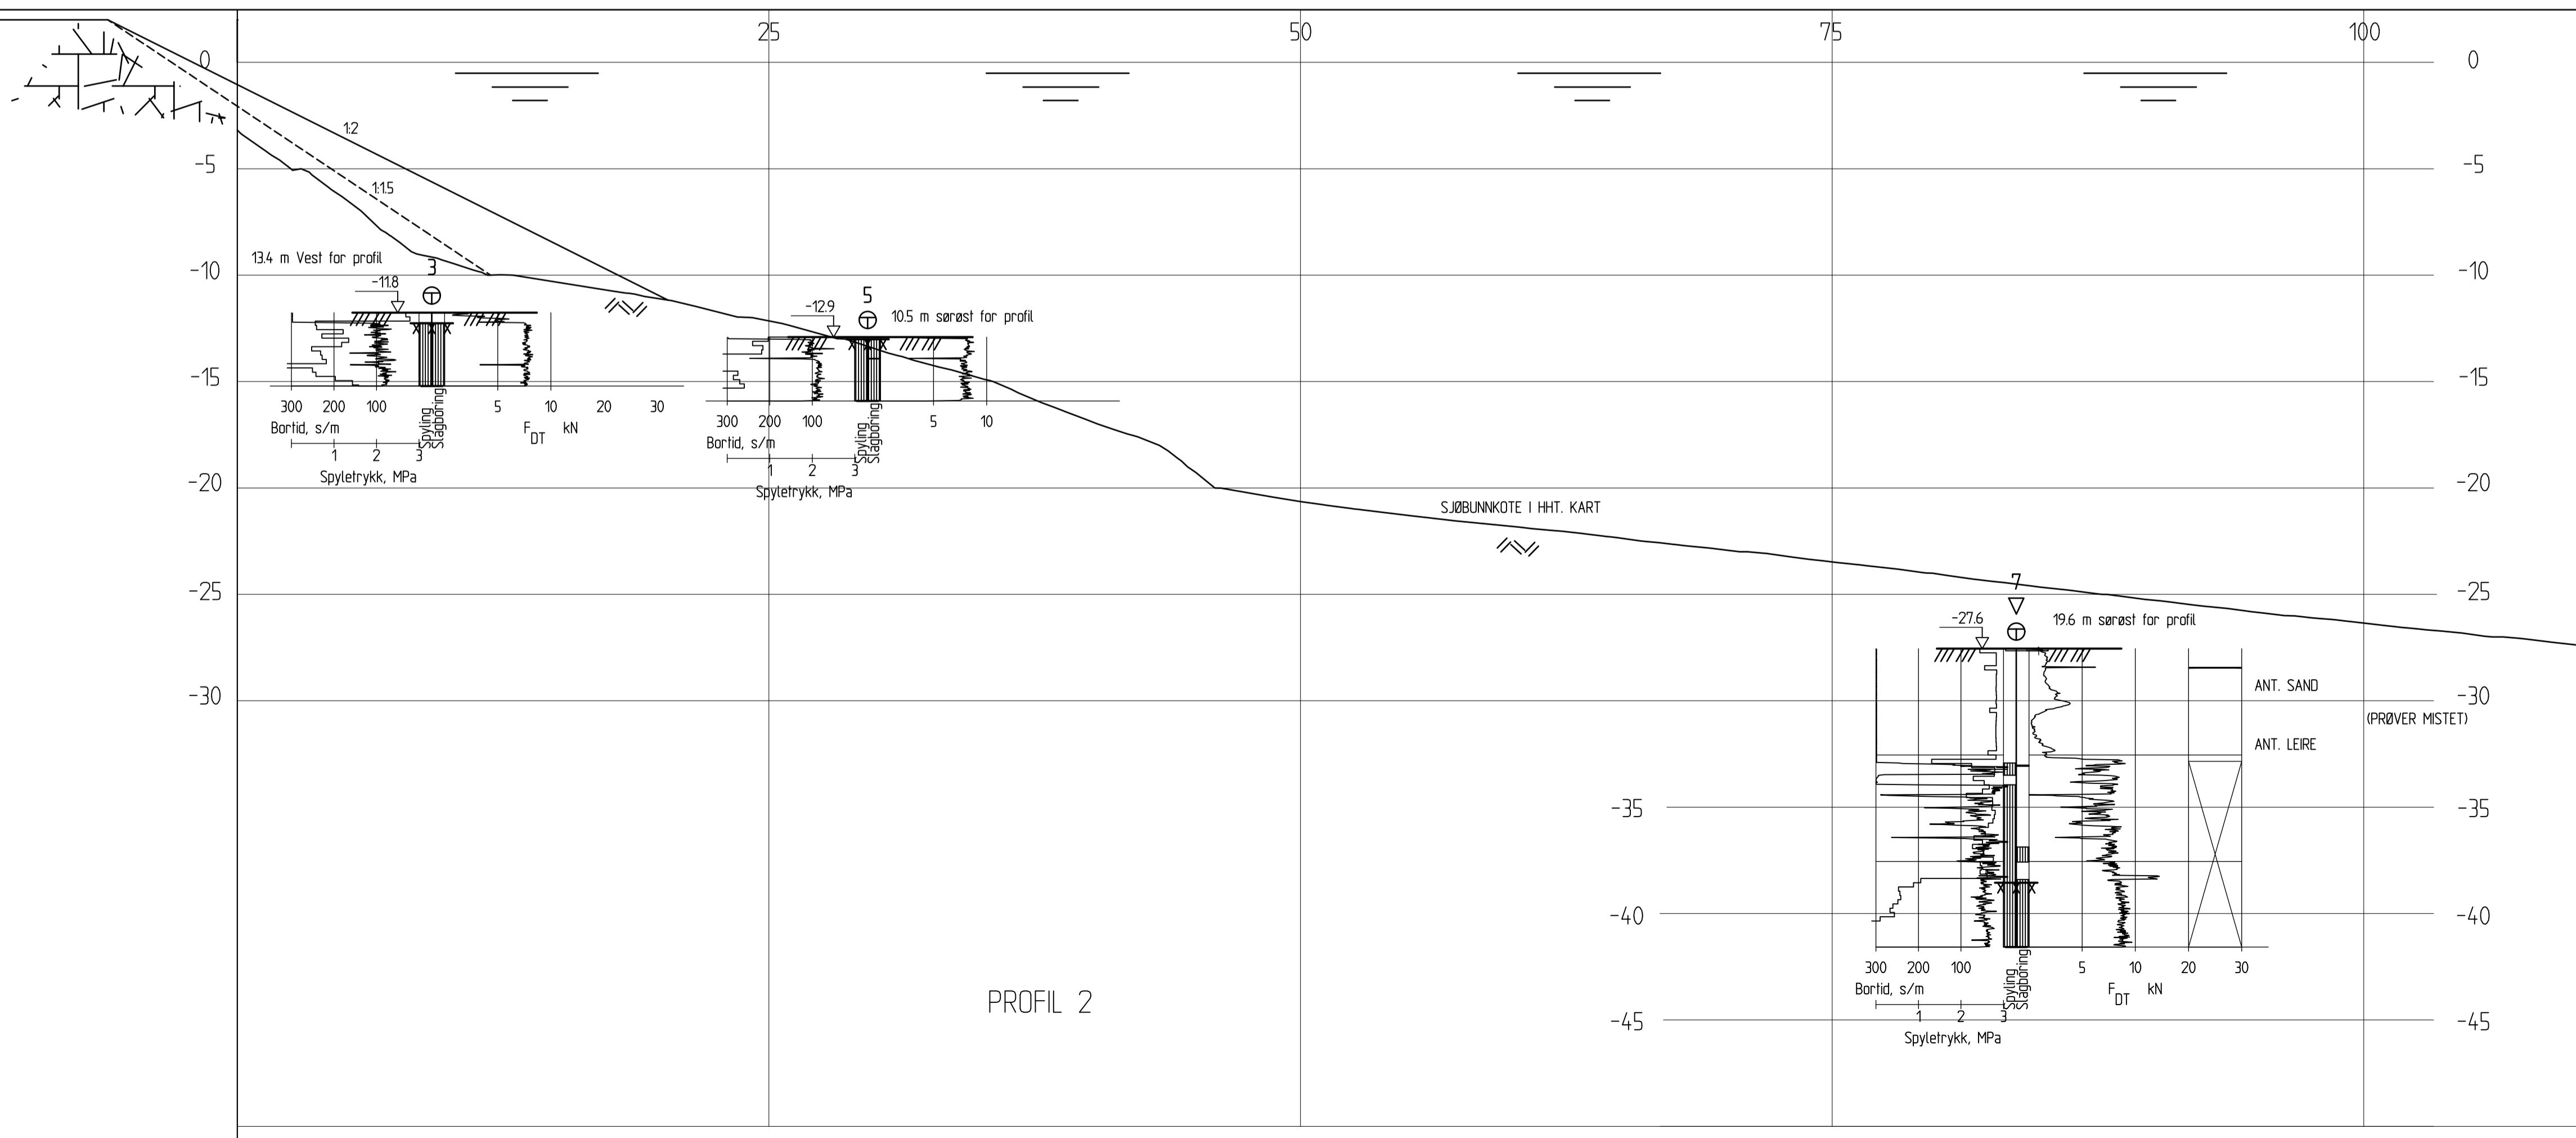 25 50 75 100
0 0
1:2
-5 -5
1:1.5
13.4 m Vest for profil
3
-10 -10
-11.8
5
-12.9
10.5 m sørøst for profil
-15 -15
300 200 100 5 10 20 30
Bortid, s/m
Spyling
Slagboring
FDT kN
1 2 3
Spyletrykk, MPa
300 200 100 5 10
Bortid, s/m
Spyling
Slagboring
1 2 3
Spyletrykk, MPa
-20 -20
SJØBUNNKOTE I HHT. KART
-25 -25
7
-27.6
19.6 m sørøst for profil
-30 -30
ANT. SAND
(PRØVER MISTET)
ANT. LEIRE
-35 -35
-40 -40
300 200 100 5 10 20 30
Bortid, s/m
Spyling
Slagboring
FDT kN
1 2 3
Spyletrykk, MPa
-45 -45
PROFIL 2